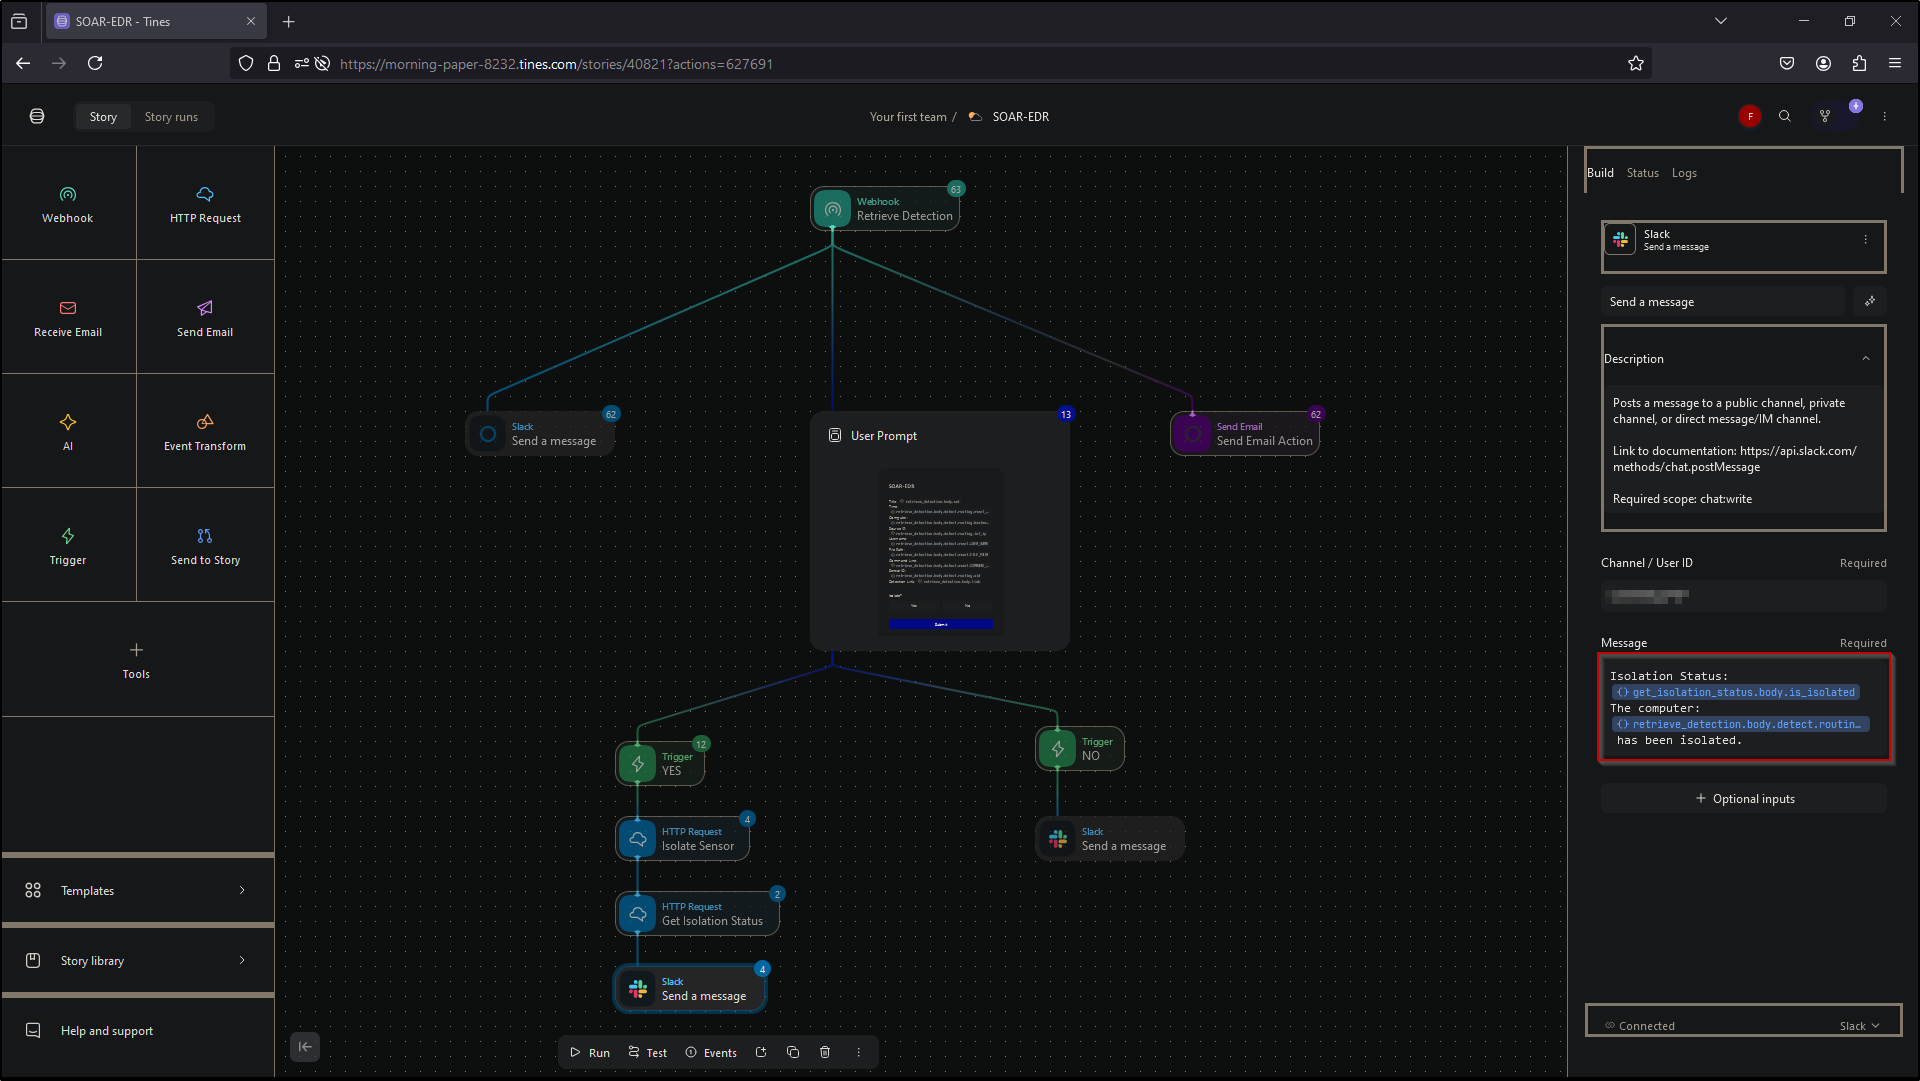 SOAR-EDR - Tines
https://morning-paper-8232.tines.com/stories/40821?actions=627691
Story
Story runs
Your first team /
SOAR-EDR
F
Webhook
HTTP Request
Receive Email
Send Email
AI
Event Transform
Trigger
Send to Story
Tools
Templates
Story library
Help and support
63
Webhook
Retrieve Detection
62
Slack
Send a message
13
User Prompt
SOAR-EDR
62
Send Email
Send Email Action
12
Trigger
YES
Trigger
NO
4
HTTP Request
Isolate Sensor
Slack
Send a message
2
HTTP Request
Get Isolation Status
4
Slack
Send a message
Run
Test
Events
Build
Status
Logs
Slack
Send a message
Send a message
Description
Posts a message to a public channel, private
channel, or direct message/IM channel.
Link to documentation: https://api.slack.com/
methods/chat.postMessage
Required scope: chat:write
Channel / User ID
Required
Message
Required
Isolation Status:
get_isolation_status.body.is_isolated
The computer:
retrieve_detection.body.detect.routin…
has been isolated.
Optional inputs
Connected
Slack